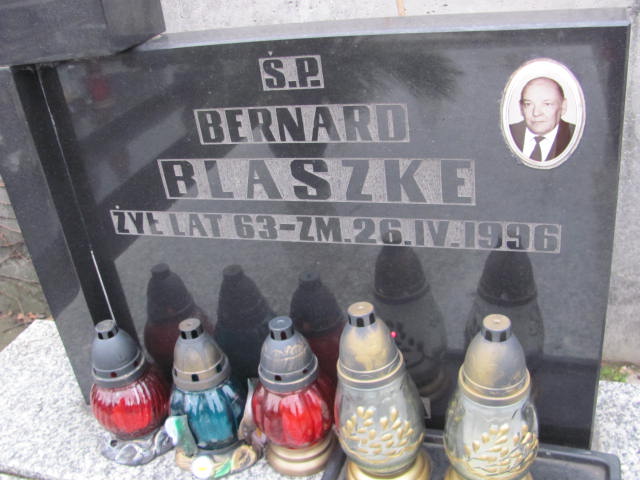 Ś.P.
BERNARD
BLASZKE
ŻYŁ LAT 63-ZM.26.IV.1996